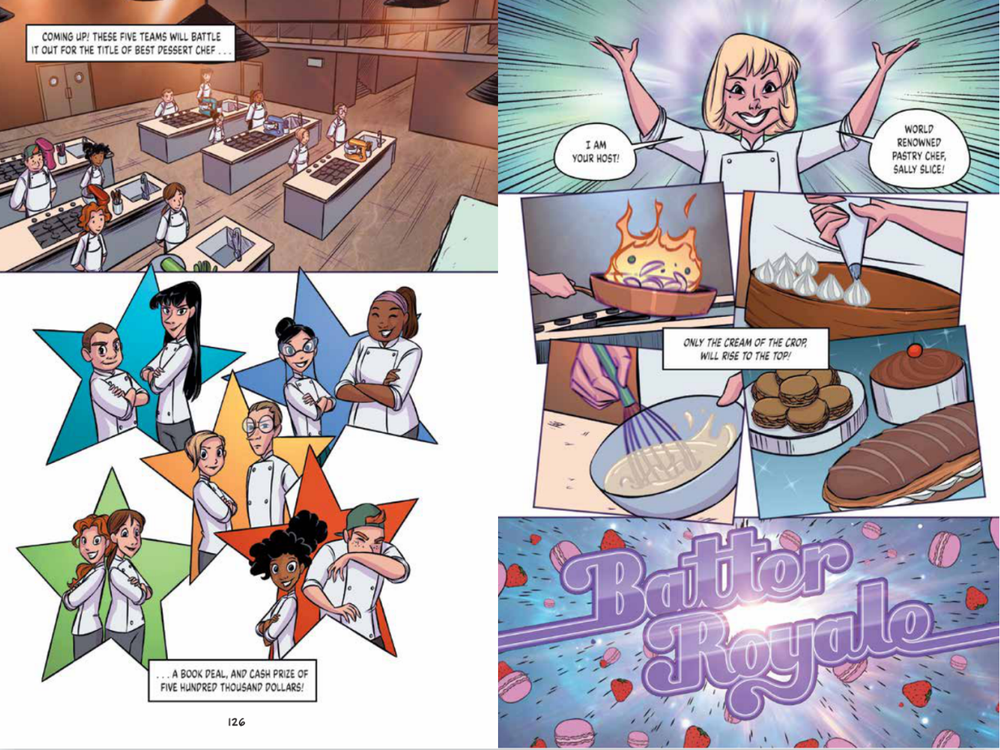 COMING UP! THESE FIVE TEAMS WILL BATTLE
IT OUT FOR THE TITLE OF BEST DESSERT CHEF . . .
. . . A BOOK DEAL, AND CASH PRIZE OF
FIVE HUNDRED THOUSAND DOLLARS!
126
I AM
YOUR HOST!
WORLD
RENOWNED
PASTRY CHEF,
SALLY SLICE!
ONLY THE CREAM OF THE CROP,
WILL RISE TO THE TOP!
Batter
Royale